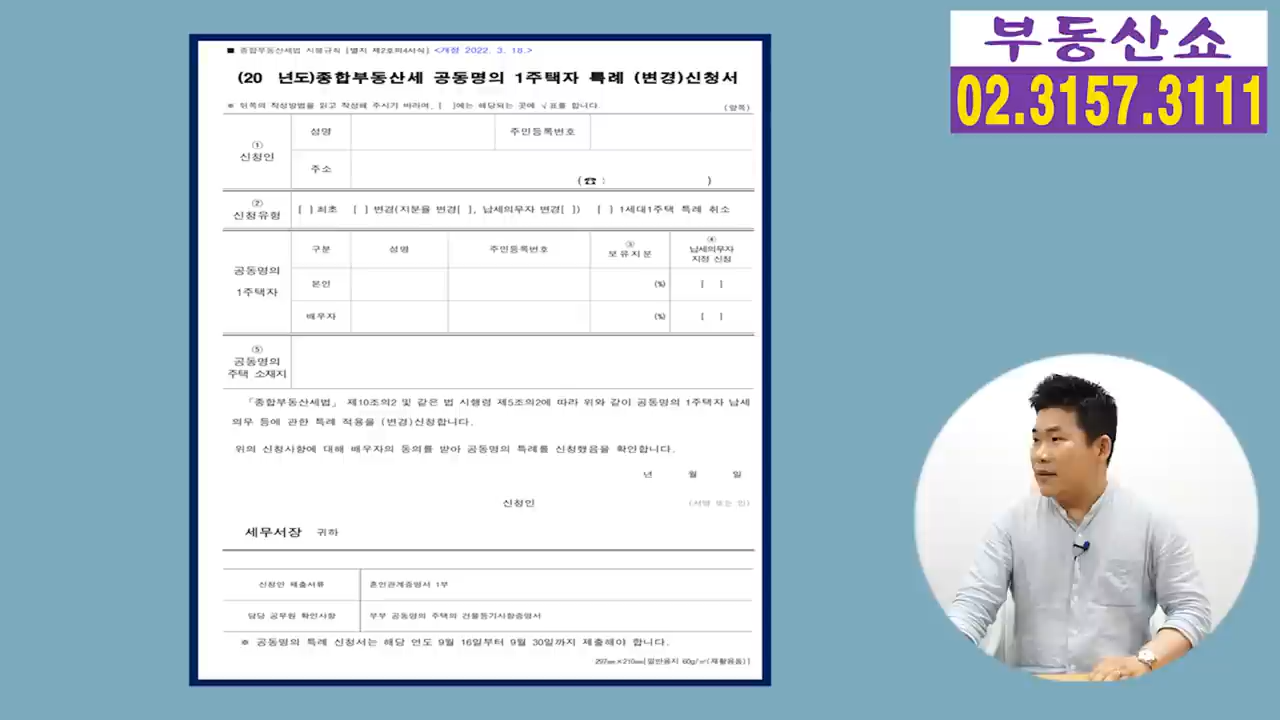 부동산쇼
02.3157.3111
■ 종합부동산세법 시행규칙 [별지 제2호의4서식] <개정 2022. 3. 18.>
(20 년도)종합부동산세 공동명의 1주택자 특례 (변경)신청서
※ 뒤쪽의 작성방법을 읽고 작성해 주시기 바라며, [ ]에는 해당되는 곳에 √표를 합니다.
(앞쪽)
① 신청인
성명
주민등록번호
주소
(☎ : )
② 신청유형
[ ] 최초 [ ] 변경(지분율 변경[ ], 납세의무자 변경[ ]) [ ] 1세대1주택 특례 취소
공동명의
1주택자
구분
성명
주민등록번호
③ 보유지분
④ 납세의무자 지정 신청
본인
(%)
[ ]
배우자
(%)
[ ]
⑤
공동명의
주택 소재지
「종합부동산세법」 제10조의2 및 같은 법 시행령 제5조의2에 따라 위와 같이 공동명의 1주택자 납세
의무 등에 관한 특례 적용을 (변경)신청합니다.
위의 신청사항에 대해 배우자의 동의를 받아 공동명의 특례를 신청했음을 확인합니다.
년 월 일
신청인
(서명 또는 인)
세무서장 귀하
신청인 제출서류
혼인관계증명서 1부
담당 공무원 확인사항
부부 공동명의 주택의 건물등기사항증명서
※ 공동명의 특례 신청서는 해당 연도 9월 16일부터 9월 30일까지 제출해야 합니다.
297㎜×210㎜[일반용지 60g/㎡(재활용품)]